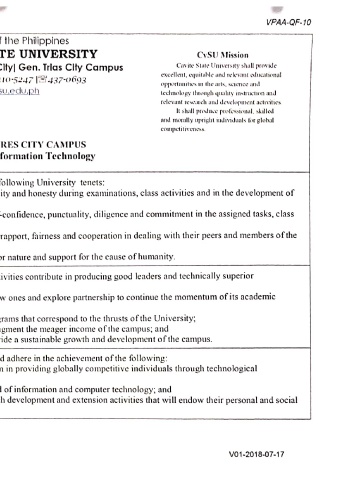 VPAA-QF-10
f the Philippines
TE UNIVERSITY
City| Gen. Trias City Campus
10-5247 |437-0693
su.edu.ph
CvSU Mission
Cavite State University shall provide
excellent, equitable and relevant educational
opportunities in the arts, science and
technology through quality instruction and
relevant research and development activities.
It shall produce professional, skilled
and morally upright individuals for global
competitiveness.
RES CITY CAMPUS
formation Technology
following University tenets:
ity and honesty during examinations, class activities and in the development of
-confidence, punctuality, diligence and commitment in the assigned tasks, class
rapport, fairness and cooperation in dealing with their peers and members of the
or nature and support for the cause of humanity.
ivities contribute in producing good leaders and technically superior
w ones and explore partnership to continue the momentum of its academic
grams that correspond to the thrusts of the University;
ugment the meager income of the campus; and
ide a sustainable growth and development of the campus.
d adhere in the achievement of the following:
n in providing globally competitive individuals through technological
l of information and computer technology; and
h development and extension activities that will endow their personal and social
V01-2018-07-17